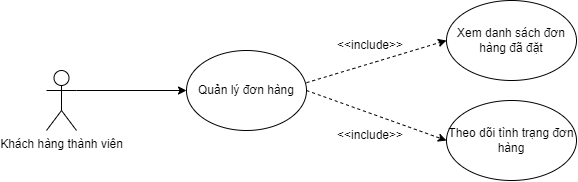 Xem danh sách đơn
hàng đã đặt
<<include>>
Quản lý đơn hàng
Khách hàng thành viên
<<include>>
Theo dõi tình trạng đơn
hàng